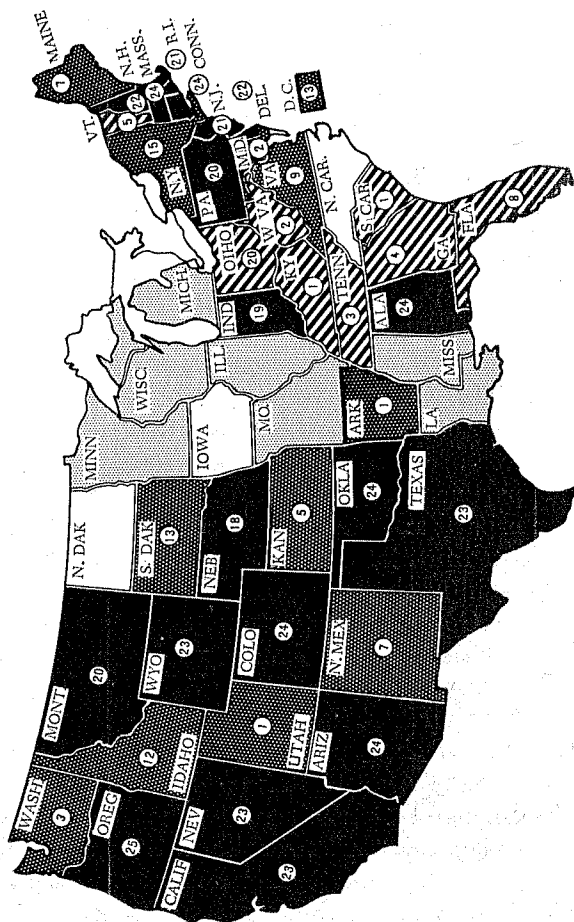 WASH
3
OREG
25
CALIF
23
NEV
23
IDAHO
12
MONT
20
WYO
23
UTAH
1
ARIZ
24
COLO
24
N. MEX
7
N. DAK
S. DAK
13
NEB
18
KAN
5
OKLA
24
TEXAS
23
MINN
IOWA
MO.
ARK
1
LA
WISC.
ILL
MICH
IND
19
OIHO
20
KY
1
TENN
3
MISS
ALA
24
GA
4
FLA
8
S. CAR
1
N. CAR.
VA
9
W. VA
2
MD.
2
DEL.
22
D.C.
13
PA
20
N.J.
21
N.Y
15
CONN.
24
R.I.
21
MASS.
24
N.H.
22
VT.
5
MAINE
7